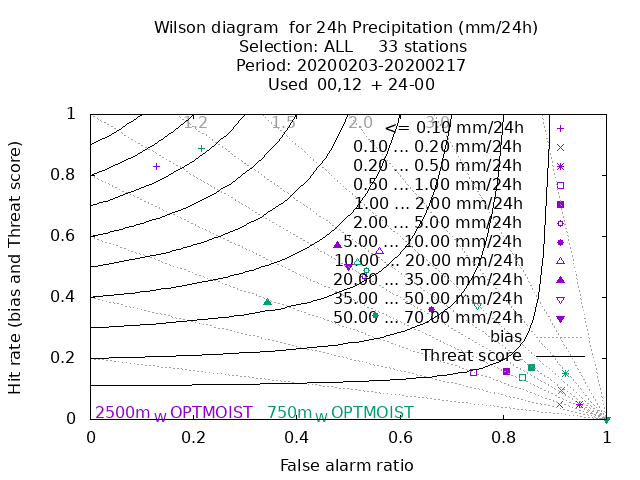 Wilson diagram  for 24h Precipitation (mm/24h)
Selection: ALL     33 stations
Period: 20200203-20200217
Used  00,12  + 24-00
1.2 1.5 2.0 3.0
<= 0.10 mm/24h
0.10 ... 0.20 mm/24h
0.20 ... 0.50 mm/24h
0.50 ... 1.00 mm/24h
1.00 ... 2.00 mm/24h
2.00 ... 5.00 mm/24h
5.00 ... 10.00 mm/24h
10.00 ... 20.00 mm/24h
20.00 ... 35.00 mm/24h
35.00 ... 50.00 mm/24h
50.00 ... 70.00 mm/24h
bias
Threat score
Hit rate (bias and Threat score)
1
0.8
0.6
0.4
0.2
0
2500m_W OPTMOIST 750m_W OPTMOIST
0 0.2 0.4 0.6 0.8 1
False alarm ratio